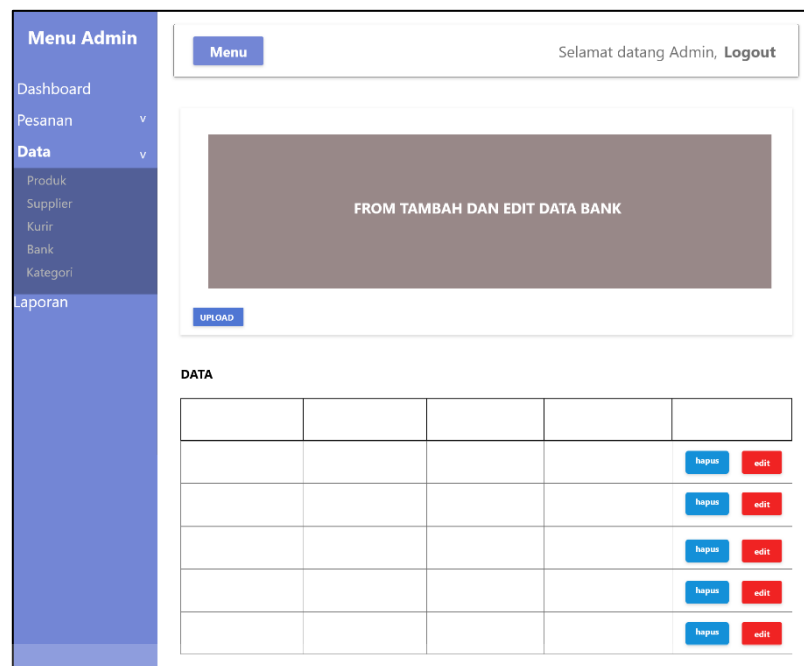 Menu Admin
Dashboard
Pesanan v
Data v
Produk
Supplier
Kurir
Bank
Kategori
Laporan
Menu
Selamat datang Admin, Logout
FROM TAMBAH DAN EDIT DATA BANK
UPLOAD
DATA
hapus edit
hapus edit
hapus edit
hapus edit
hapus edit